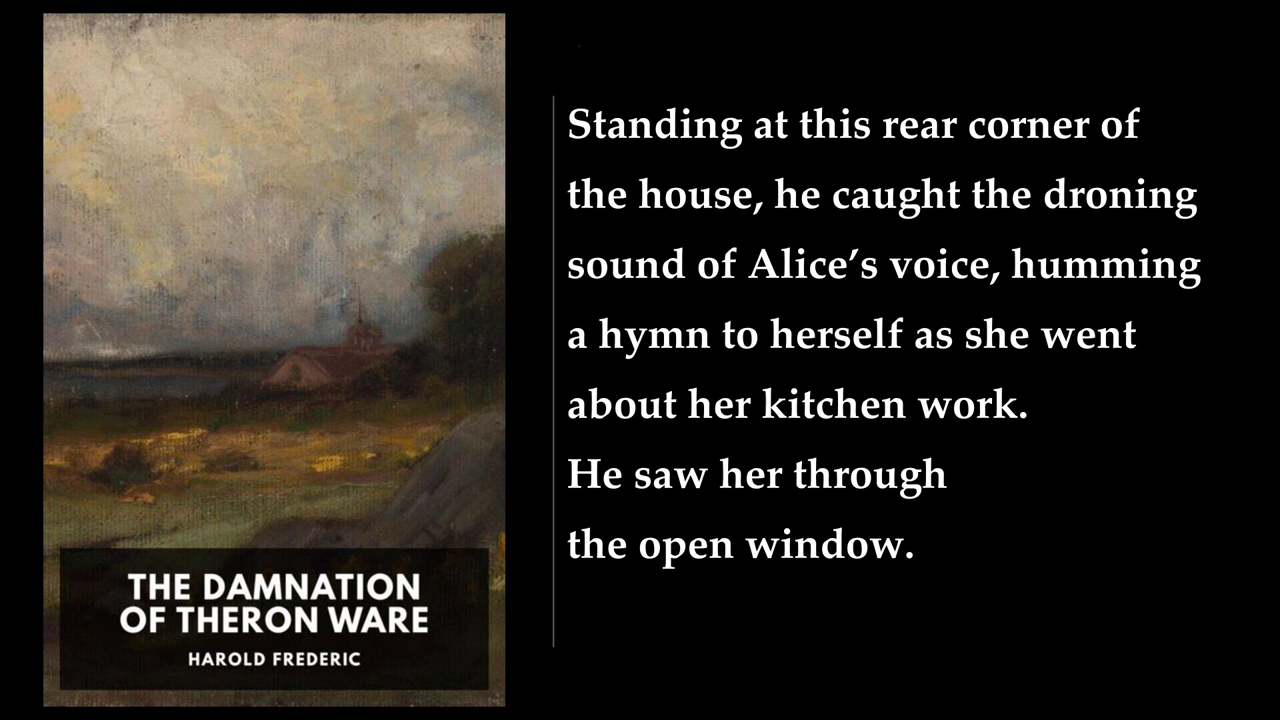 THE DAMNATION
OF THERON WARE
HAROLD FREDERIC
Standing at this rear corner of
the house, he caught the droning
sound of Alice’s voice, humming
a hymn to herself as she went
about her kitchen work.
He saw her through
the open window.